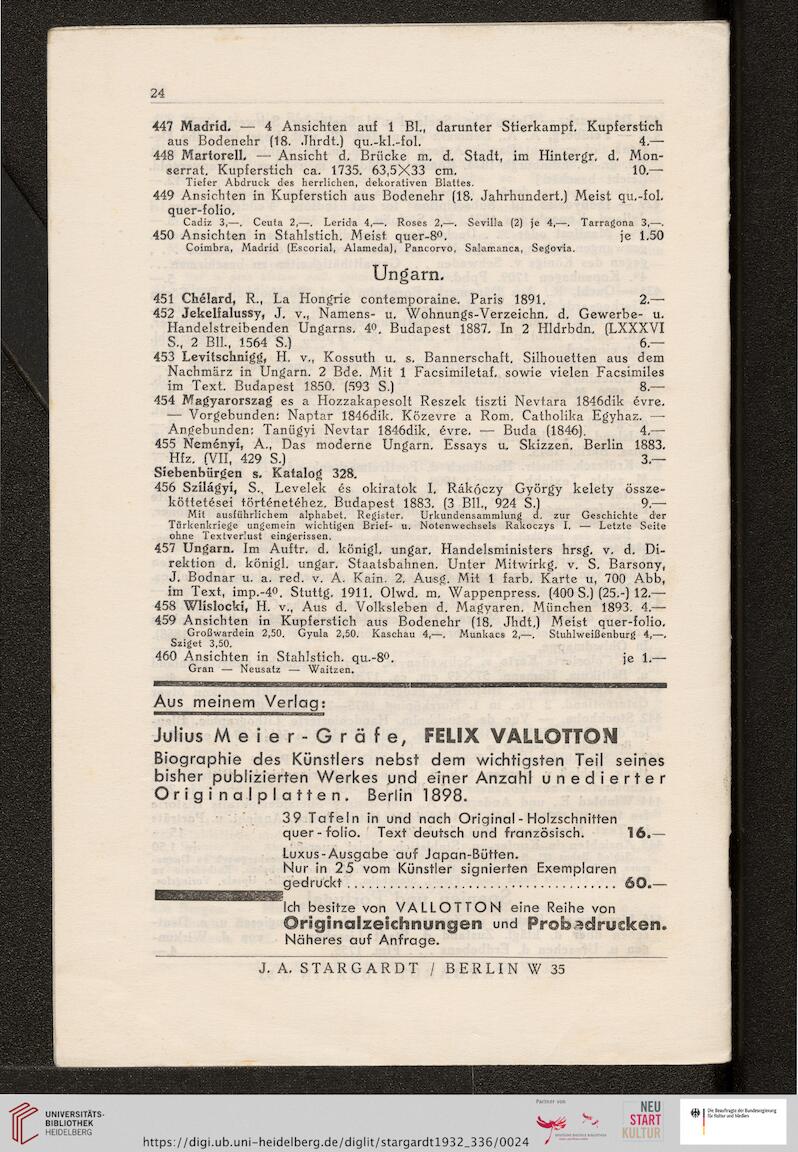 24
447 Madrid. — 4 Ansichten auf 1 Bl., darunter Stierkampf. Kupferstich
aus Bodenehr (18. Jhrdt.) qu.-kl.-fol. 4.—
448 Martorell. — Ansicht d. Brücke m. d. Stadt, im Hintergr. d. Mon-
serrat. Kupferstich ca. 1735. 63,5×33 cm. 10.—
Tiefer Abdruck des herrlichen, dekorativen Blattes.
449 Ansichten in Kupferstich aus Bodenehr (18. Jahrhundert.) Meist qu.-fol.
quer-folio.
Cadiz 3,—. Ceuta 2,—. Lerida 4,—. Roses 2,—. Sevilla (2) je 4,—. Tarragona 3,—.
450 Ansichten in Stahlstich. Meist quer-8⁰. je 1.50
Coimbra, Madrid (Escorial, Alameda), Pancorvo, Salamanca, Segovia.
Ungarn.
451 Chélard, R., La Hongrie contemporaine. Paris 1891. 2.—
452 Jekelfalussy, J. v., Namens- u. Wohnungs-Verzeichn. d. Gewerbe- u.
Handelstreibenden Ungarns. 4⁰. Budapest 1887. In 2 Hldrbdn. (LXXXVI
S., 2 Bll., 1564 S.) 6.—
453 Levitschnigg, H. v., Kossuth u. s. Bannerschaft. Silhouetten aus dem
Nachmärz in Ungarn. 2 Bde. Mit 1 Facsimiletaf. sowie vielen Facsimiles
im Text. Budapest 1850. (593 S.) 8.—
454 Magyarorszag es a Hozzakapesolt Reszek tiszti Nevtara 1846dik évre.
— Vorgebunden: Naptar 1846dik. Közevre a Rom. Catholika Egyhaz. —
Angebunden: Tanügyi Nevtar 1846dik. évre. — Buda (1846). 4.—
455 Neményi, A., Das moderne Ungarn. Essays u. Skizzen. Berlin 1883.
Hfz. (VII, 429 S.) 3.—
Siebenbürgen s. Katalog 328.
456 Szilágyi, S., Levelek és okiratok I. Rákóczy György kelety össze-
köttetései történetéhez. Budapest 1883. (3 Bll., 924 S.) 9.—
Mit ausführlichem alphabet. Register. Urkundensammlung d. zur Geschichte der
Türkenkriege ungemein wichtigen Brief- u. Notenwechsels Rakoczys I. — Letzte Seite
ohne Textverlust eingerissen.
457 Ungarn. Im Auftr. d. königl. ungar. Handelsministers hrsg. v. d. Di-
rektion d. königl. ungar. Staatsbahnen. Unter Mitwirkg. v. S. Barsony,
J. Bodnar u. a. red. v. A. Kain. 2. Ausg. Mit 1 farb. Karte u, 700 Abb,
im Text, imp.-4⁰. Stuttg. 1911. Olwd. m. Wappenpress. (400 S.) (25.-) 12.—
458 Wlislocki, H. v., Aus d. Volksleben d. Magyaren. München 1893. 4.—
459 Ansichten in Kupferstich aus Bodenehr (18. Jhdt.) Meist quer-folio.
Großwardein 2,50. Gyula 2,50. Kaschau 4,—. Munkacs 2,—. Stuhlweißenburg 4,—.
Sziget 3,50.
460 Ansichten in Stahlstich. qu.-8⁰. je 1.—
Gran — Neusatz — Waitzen.
Aus meinem Verlag:
Julius Meier-Gräfe, FELIX VALLOTTON
Biographie des Künstlers nebst dem wichtigsten Teil seines
bisher publizierten Werkes und einer Anzahl unedierter
Originalplatten. Berlin 1898.
39 Tafeln in und nach Original-Holzschnitten
quer-folio. Text deutsch und französisch. 16.—
Luxus-Ausgabe auf Japan-Bütten.
Nur in 25 vom Künstler signierten Exemplaren
gedruckt .................................... 60.—
Ich besitze von VALLOTTON eine Reihe von
Originalzeichnungen und Probedrucken.
Näheres auf Anfrage.
J. A. STARGARDT / BERLIN W 35
UNIVERSITÄTS-
BIBLIOTHEK
HEIDELBERG
https://digi.ub.uni-heidelberg.de/diglit/stargardt1932_336/0024
Partner von
DEUTSCHE DIGITALE BIBLIOTHEK
NEU
START
KULTUR
Die Beauftragte der Bundesregierung
für Kultur und Medien